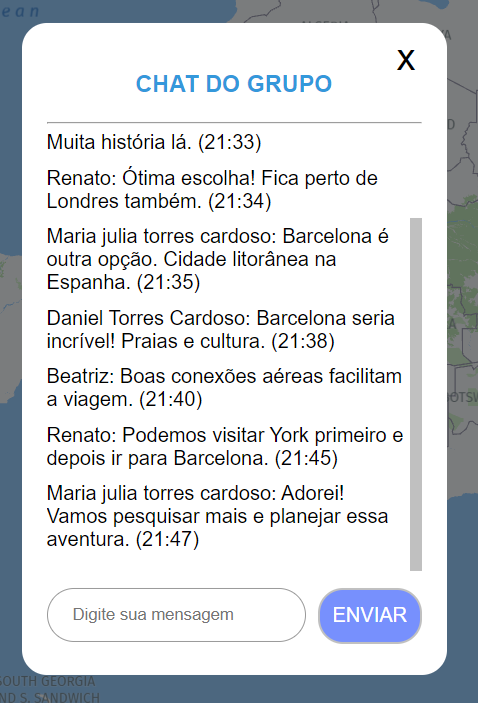 ean
X
CHAT DO GRUPO
Muita história lá. (21:33)
Renato: Ótima escolha! Fica perto de
Londres também. (21:34)
Maria julia torres cardoso: Barcelona é
outra opção. Cidade litorânea na
Espanha. (21:35)
Daniel Torres Cardoso: Barcelona seria
incrível! Praias e cultura. (21:38)
Beatriz: Boas conexões aéreas facilitam
a viagem. (21:40)
Renato: Podemos visitar York primeiro e
depois ir para Barcelona. (21:45)
Maria julia torres cardoso: Adorei!
Vamos pesquisar mais e planejar essa
aventura. (21:47)
Digite sua mensagem
ENVIAR
OTSW
SOUTH GEORGIA
ND S. SANDWICH